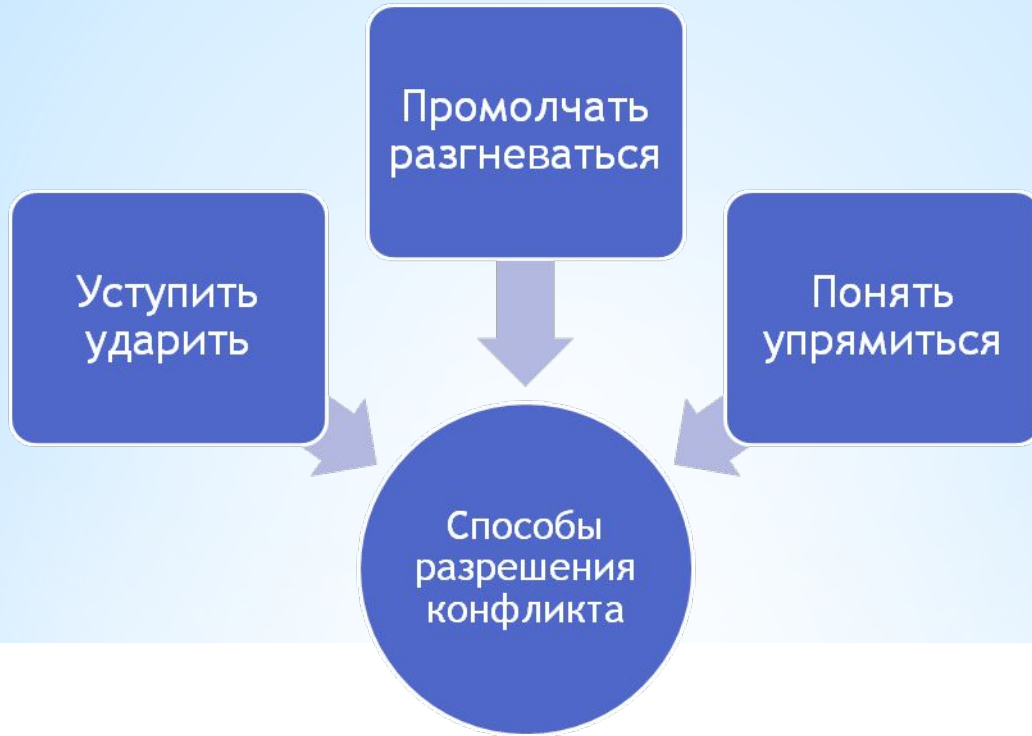 Промолчать
разгневаться
Уступить
ударить
Понять
упрямиться
Способы
разрешения
конфликта